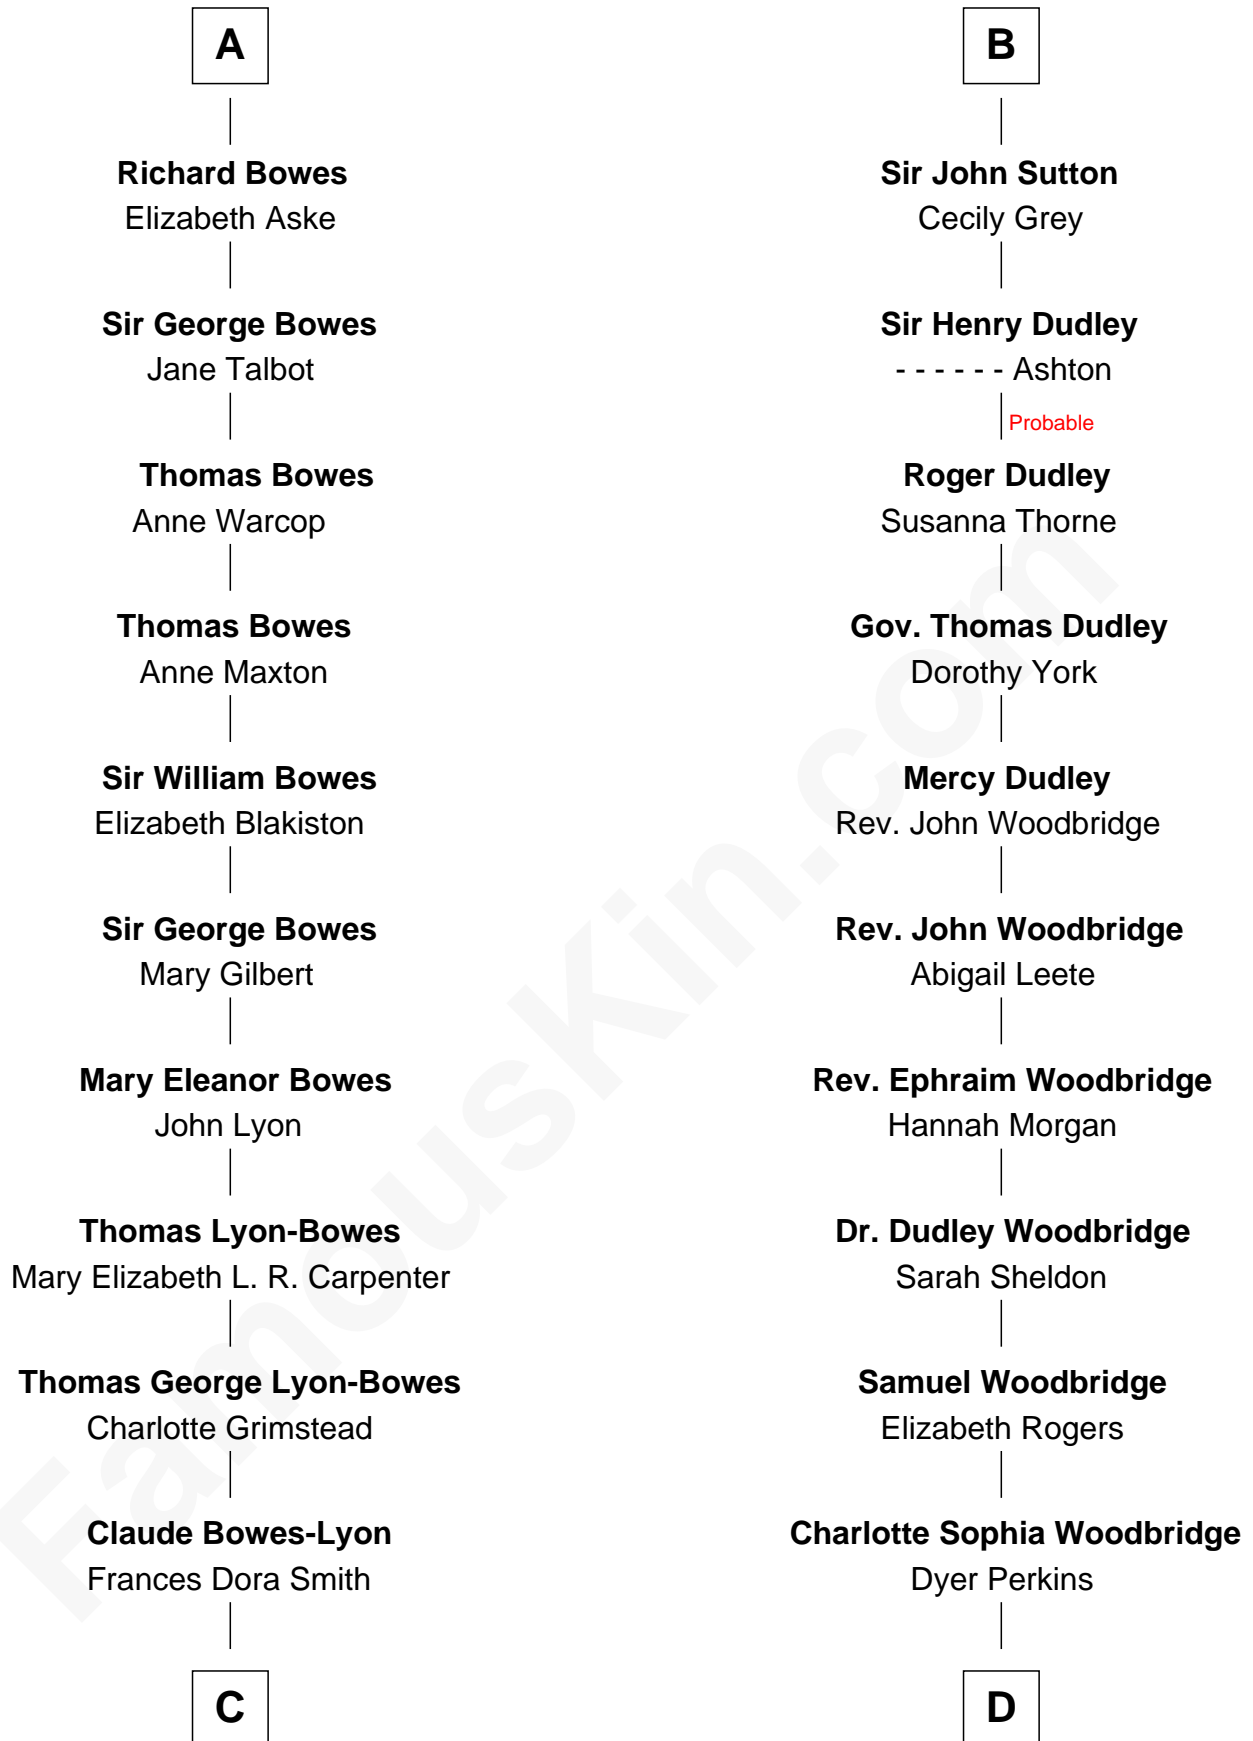 A
Richard Bowes
Elizabeth Aske
Sir George Bowes
Jane Talbot
Thomas Bowes
Anne Warcop
Thomas Bowes
Anne Maxton
Sir William Bowes
Elizabeth Blakiston
Sir George Bowes
Mary Gilbert
Mary Eleanor Bowes
John Lyon
Thomas Lyon-Bowes
Mary Elizabeth L. R. Carpenter
Thomas George Lyon-Bowes
Charlotte Grimstead
Claude Bowes-Lyon
Frances Dora Smith
C
B
Sir John Sutton
Cecily Grey
Sir Henry Dudley
- - - - - - Ashton
Probable
Roger Dudley
Susanna Thorne
Gov. Thomas Dudley
Dorothy York
Mercy Dudley
Rev. John Woodbridge
Rev. John Woodbridge
Abigail Leete
Rev. Ephraim Woodbridge
Hannah Morgan
Dr. Dudley Woodbridge
Sarah Sheldon
Samuel Woodbridge
Elizabeth Rogers
Charlotte Sophia Woodbridge
Dyer Perkins
D
FamousKin.com